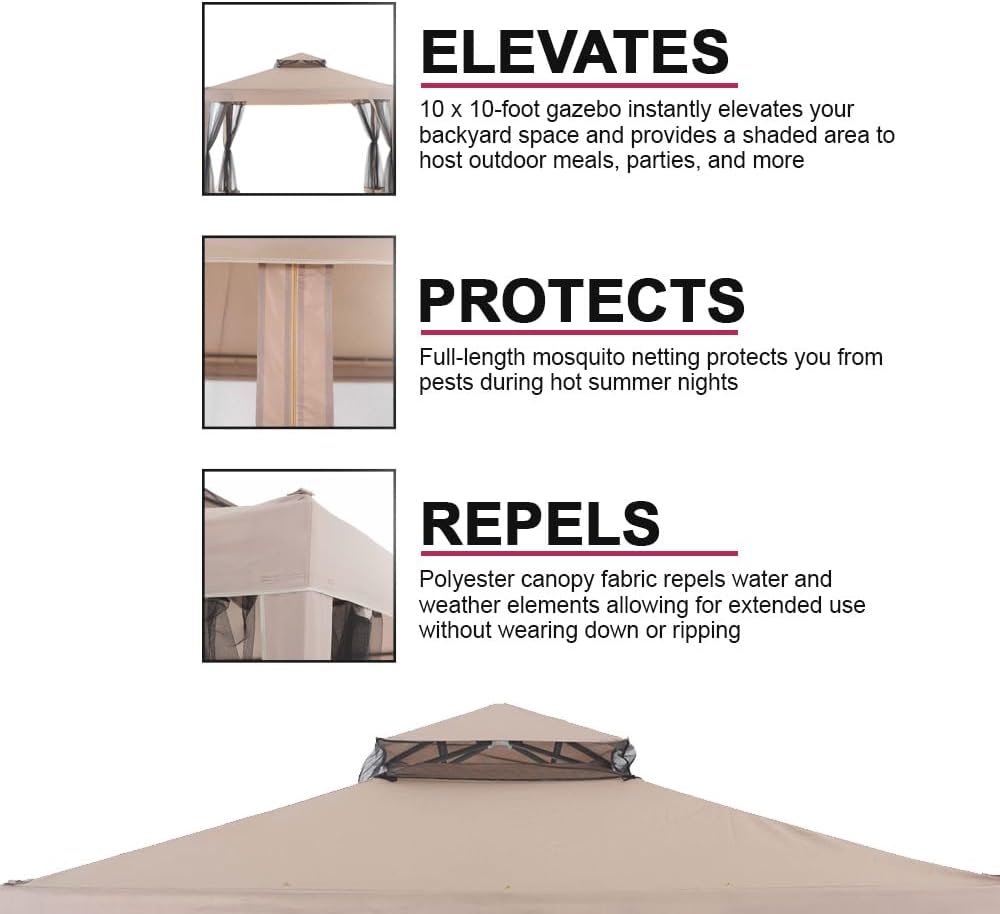 ELEVATES
10 x 10-foot gazebo instantly elevates your
backyard space and provides a shaded area to
host outdoor meals, parties, and more
PROTECTS
Full-length mosquito netting protects you from
pests during hot summer nights
REPELS
Polyester canopy fabric repels water and
weather elements allowing for extended use
without wearing down or ripping